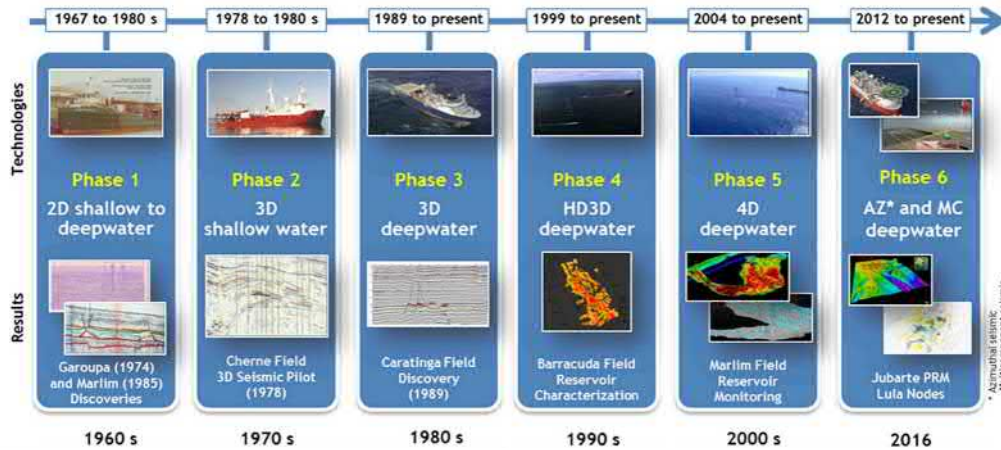 1967 to 1980 s
1978 to 1980 s
1989 to present
1999 to present
2004 to present
2012 to present
Technologies
Phase 1
2D shallow to
deepwater
Phase 2
3D
shallow water
Phase 3
3D
deepwater
Phase 4
HD3D
deepwater
Phase 5
4D
deepwater
Phase 6
AZ* and MC
deepwater
Results
Garoupa (1974)
and Marlim (1985)
Discoveries
Cherne Field
3D Seismic Pilot
(1978)
Caratinga Field
Discovery
(1989)
Barracuda Field
Reservoir
Characterization
Marlim Field
Reservoir
Monitoring
Jubarte PRM
Lula Nodes
* Azimuthal seismic
1960 s
1970 s
1980 s
1990 s
2000 s
2016